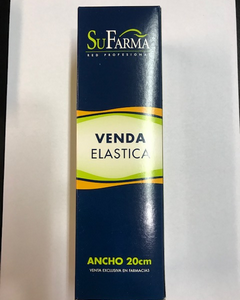 SUFARMA
RED PROFESIONAL
VENDA
ELASTICA
ANCHO 20cm
VENTA EXCLUSIVA EN FARMACIAS